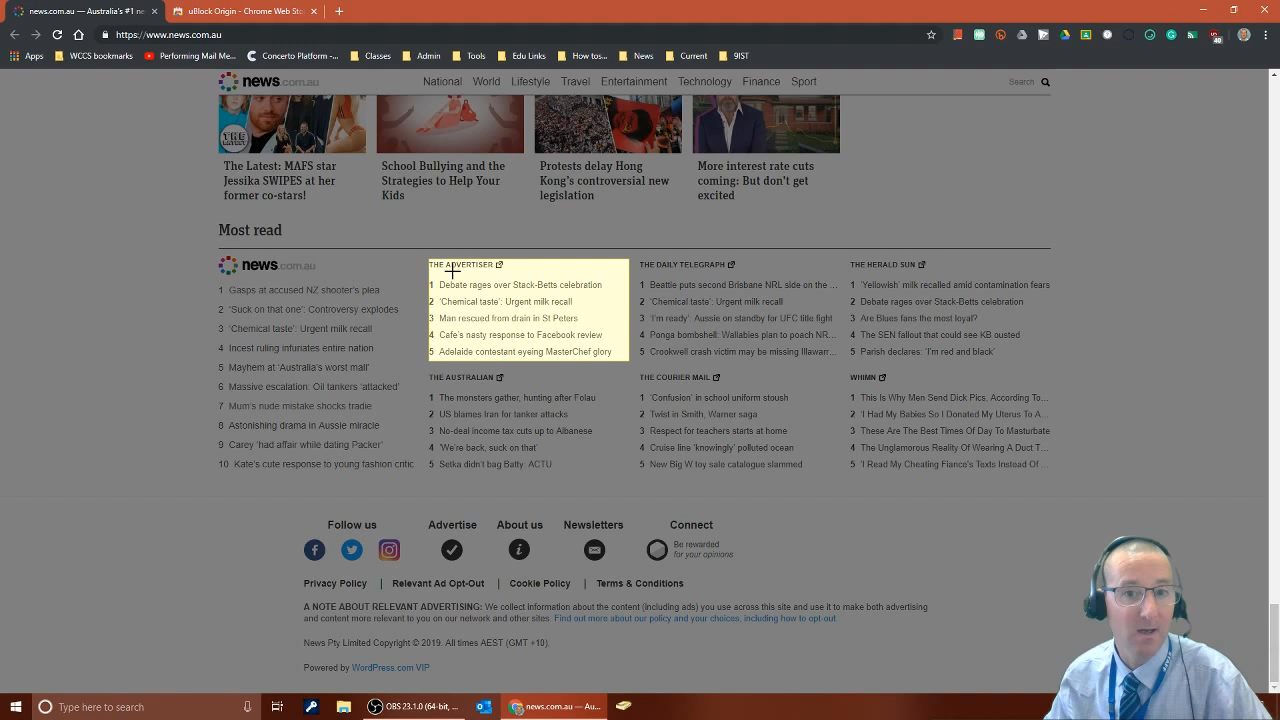 news.com.au — Australia's #1 ne
uBlock Origin - Chrome Web Sto
https://www.news.com.au
40
Apps
WCCS bookmarks
Performing Mail Me...
Concerto Platform -...
Classes
Admin
Tools
Edu Links
How tos...
News
Current
9IST
news.com.au
National
World
Lifestyle
Travel
Entertainment
Technology
Finance
Sport
Search
THE LATEST
The Latest: MAFS star
Jessika SWIPES at her
former co-stars!
School Bullying and the
Strategies to Help Your
Kids
Protests delay Hong
Kong's controversial new
legislation
More interest rate cuts
coming: But don't get
excited
Most read
news.com.au
1 Gasps at accused NZ shooter's plea
2 'Suck on that one': Controversy explodes
3 'Chemical taste': Urgent milk recall
4 Incest ruling infuriates entire nation
5 Mayhem at 'Australia's worst mall'
6 Massive escalation: Oil tankers 'attacked'
7 Mum's nude mistake shocks tradie
8 Astonishing drama in Aussie miracle
9 Carey 'had affair while dating Packer'
10 Kate's cute response to young fashion critic
THE ADVERTISER
1 Debate rages over Stack-Betts celebration
2 'Chemical taste': Urgent milk recall
3 Man rescued from drain in St Peters
4 Cafe's nasty response to Facebook review
5 Adelaide contestant eyeing MasterChef glory
THE DAILY TELEGRAPH
1 Beattie puts second Brisbane NRL side on the ...
2 'Chemical taste': Urgent milk recall
3 'I'm ready': Aussie on standby for UFC title fight
4 Ponga bombshell: Wallabies plan to poach NR...
5 Crookwell crash victim may be missing Illawarr...
THE HERALD SUN
1 'Yellowish' milk recalled amid contamination fears
2 Debate rages over Stack-Betts celebration
3 Are Blues fans the most loyal?
4 The SEN fallout that could see KB ousted
5 Parish declares: 'I'm red and black'
THE AUSTRALIAN
1 The monsters gather, hunting after Folau
2 US blames Iran for tanker attacks
3 No-deal income tax cuts up to Albanese
4 'We're back, suck on that'
5 Setka didn't bag Batty: ACTU
THE COURIER MAIL
1 'Confusion' in school uniform stoush
2 Twist in Smith, Warner saga
3 Respect for teachers starts at home
4 Cruise line 'knowingly' polluted ocean
5 New Big W toy sale catalogue slammed
WHIMN
1 This Is Why Men Send Dick Pics, According To...
2 'I Had My Babies So I Donated My Uterus To A...
3 These Are The Best Times Of Day To Masturbate
4 The Unglamorous Reality Of Wearing A Duct T...
5 'I Read My Cheating Fiance's Texts Instead Of ...
Follow us
Advertise
About us
Newsletters
Connect
Be rewarded
for your opinions
Privacy Policy | Relevant Ad Opt-Out | Cookie Policy | Terms & Conditions
A NOTE ABOUT RELEVANT ADVERTISING: We collect information about the content (including ads) you use across this site and use it to make both advertising
and content more relevant to you on our network and other sites. Find out more about our policy and your choices, including how to opt-out.
News Pty Limited Copyright © 2019. All times AEST (GMT +10).
Powered by WordPress.com VIP
Type here to search
OBS 23.1.0 (64-bit, ...
news.com.au — Au...